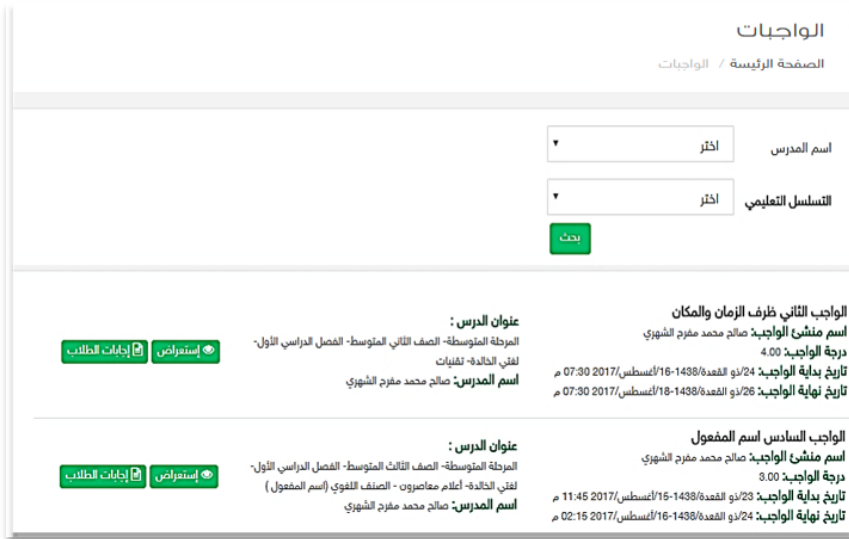 الواجبات
الصفحة الرئيسة / الواجبات
اسم المدرس
اختر
التسلسل التعليمي
اختر
بحث
الواجب الثاني ظرف الزمان والمكان
اسم منشئ الواجب: صالح محمد مفرح الشهري
درجة الواجب: 4.00
تاريخ بداية الواجب: 24/ذو القعدة/1438-16/أغسطس/2017 07:30 م
تاريخ نهاية الواجب: 26/ذو القعدة/1438-18/أغسطس/2017 07:30 م
عنوان الدرس :
المرحلة المتوسطة- الصف الثاني المتوسط- الفصل الدراسي الأول-
لغتي الخالدة- تقنيات
اسم المدرس: صالح محمد مفرح الشهري
إستعراض
إجابات الطلاب
الواجب السادس اسم المفعول
اسم منشئ الواجب: صالح محمد مفرح الشهري
درجة الواجب: 3.00
تاريخ بداية الواجب: 23/ذو القعدة/1438-15/أغسطس/2017 11:45 م
تاريخ نهاية الواجب: 24/ذو القعدة/1438-16/أغسطس/2017 02:15 م
عنوان الدرس :
المرحلة المتوسطة- الصف الثالث المتوسط- الفصل الدراسي الأول-
لغتي الخالدة- أعلام معاصرون - الصنف اللغوي (اسم المفعول )
اسم المدرس: صالح محمد مفرح الشهري
إستعراض
إجابات الطلاب